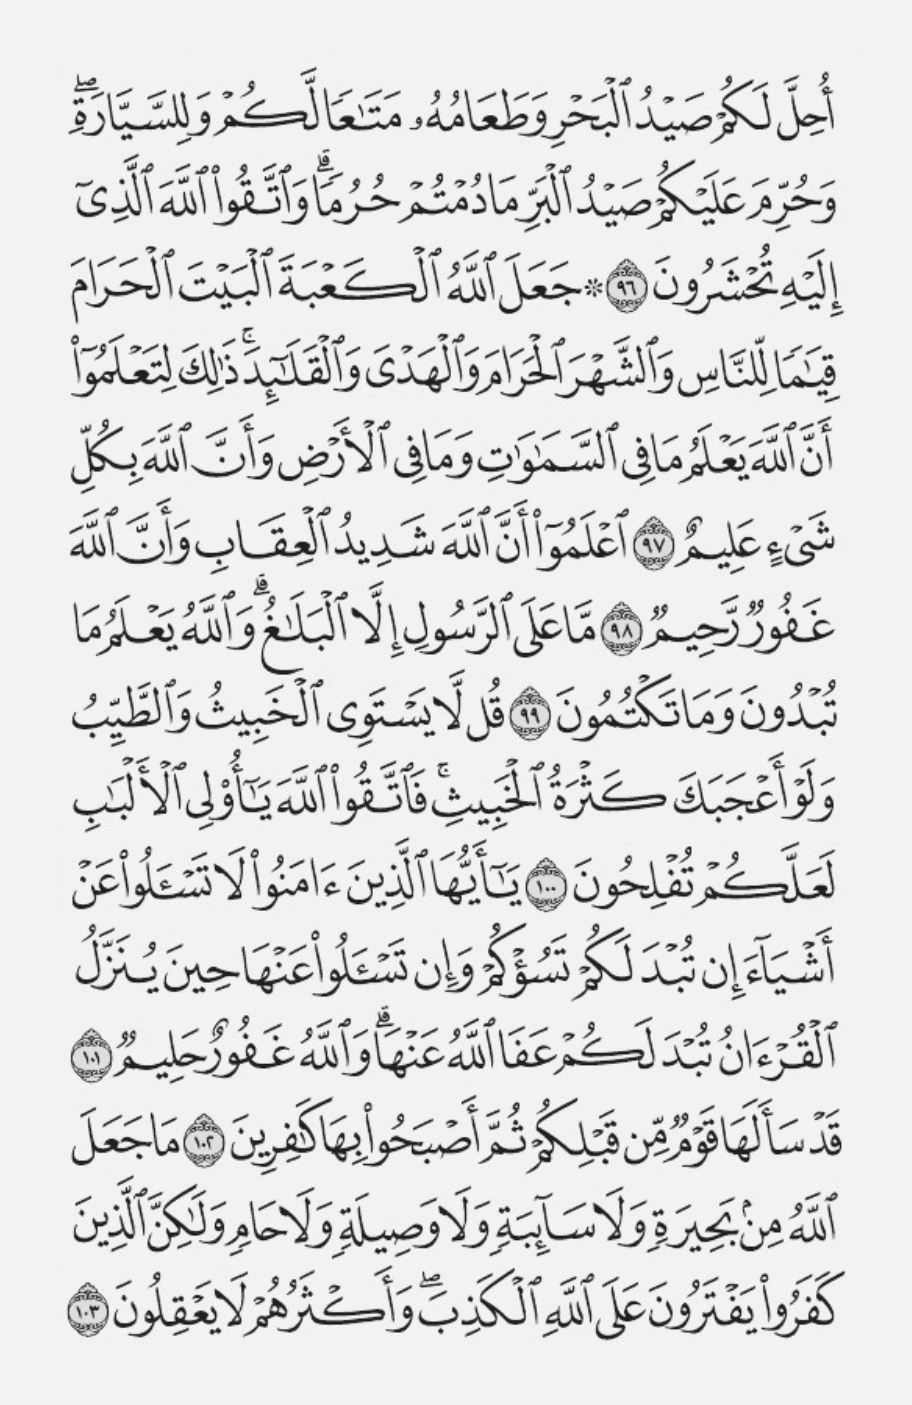 أُحِلَّ لَكُمْ صَيْدُ ٱلْبَحْرِ وَطَعَامُهُۥ مَتَٰعًا لَّكُمْ وَلِلسَّيَّارَةِۖ
وَحُرِّمَ عَلَيْكُمْ صَيْدُ ٱلْبَرِّ مَا دُمْتُمْ حُرُمًاۗ وَٱتَّقُوا۟ ٱللَّهَ ٱلَّذِىٓ
إِلَيْهِ تُحْشَرُونَ ٩٦ ۞ جَعَلَ ٱللَّهُ ٱلْكَعْبَةَ ٱلْبَيْتَ ٱلْحَرَامَ
قِيَٰمًا لِّلنَّاسِ وَٱلشَّهْرَ ٱلْحَرَامَ وَٱلْهَدْىَ وَٱلْقَلَٰٓئِدَۚ ذَٰلِكَ لِتَعْلَمُوٓا۟
أَنَّ ٱللَّهَ يَعْلَمُ مَا فِى ٱلسَّمَٰوَٰتِ وَمَا فِى ٱلْأَرْضِ وَأَنَّ ٱللَّهَ بِكُلِّ
شَىْءٍ عَلِيمٌ ٩٧ ٱعْلَمُوٓا۟ أَنَّ ٱللَّهَ شَدِيدُ ٱلْعِقَابِ وَأَنَّ ٱللَّهَ
غَفُورٌ رَّحِيمٌ ٩٨ مَّا عَلَى ٱلرَّسُولِ إِلَّا ٱلْبَلَٰغُۗ وَٱللَّهُ يَعْلَمُ مَا
تُبْدُونَ وَمَا تَكْتُمُونَ ٩٩ قُل لَّا يَسْتَوِى ٱلْخَبِيثُ وَٱلطَّيِّبُ
وَلَوْ أَعْجَبَكَ كَثْرَةُ ٱلْخَبِيثِۚ فَٱتَّقُوا۟ ٱللَّهَ يَٰٓأُو۟لِى ٱلْأَلْبَٰبِ
لَعَلَّكُمْ تُفْلِحُونَ ١٠٠ يَٰٓأَيُّهَا ٱلَّذِينَ ءَامَنُوا۟ لَا تَسْـَٔلُوا۟ عَنْ
أَشْيَآءَ إِن تُبْدَ لَكُمْ تَسُؤْكُمْ وَإِن تَسْـَٔلُوا۟ عَنْهَا حِينَ يُنَزَّلُ
ٱلْقُرْءَانُ تُبْدَ لَكُمْ عَفَا ٱللَّهُ عَنْهَاۗ وَٱللَّهُ غَفُورٌ حَلِيمٌ ١٠١
قَدْ سَأَلَهَا قَوْمٌ مِّن قَبْلِكُمْ ثُمَّ أَصْبَحُوا۟ بِهَا كَٰفِرِينَ ١٠٢ مَا جَعَلَ
ٱللَّهُ مِنۢ بَحِيرَةٍ وَلَا سَآئِبَةٍ وَلَا وَصِيلَةٍ وَلَا حَامٍ وَلَٰكِنَّ ٱلَّذِينَ
كَفَرُوا۟ يَفْتَرُونَ عَلَى ٱللَّهِ ٱلْكَذِبَۖ وَأَكْثَرُهُمْ لَا يَعْقِلُونَ ١٠٣